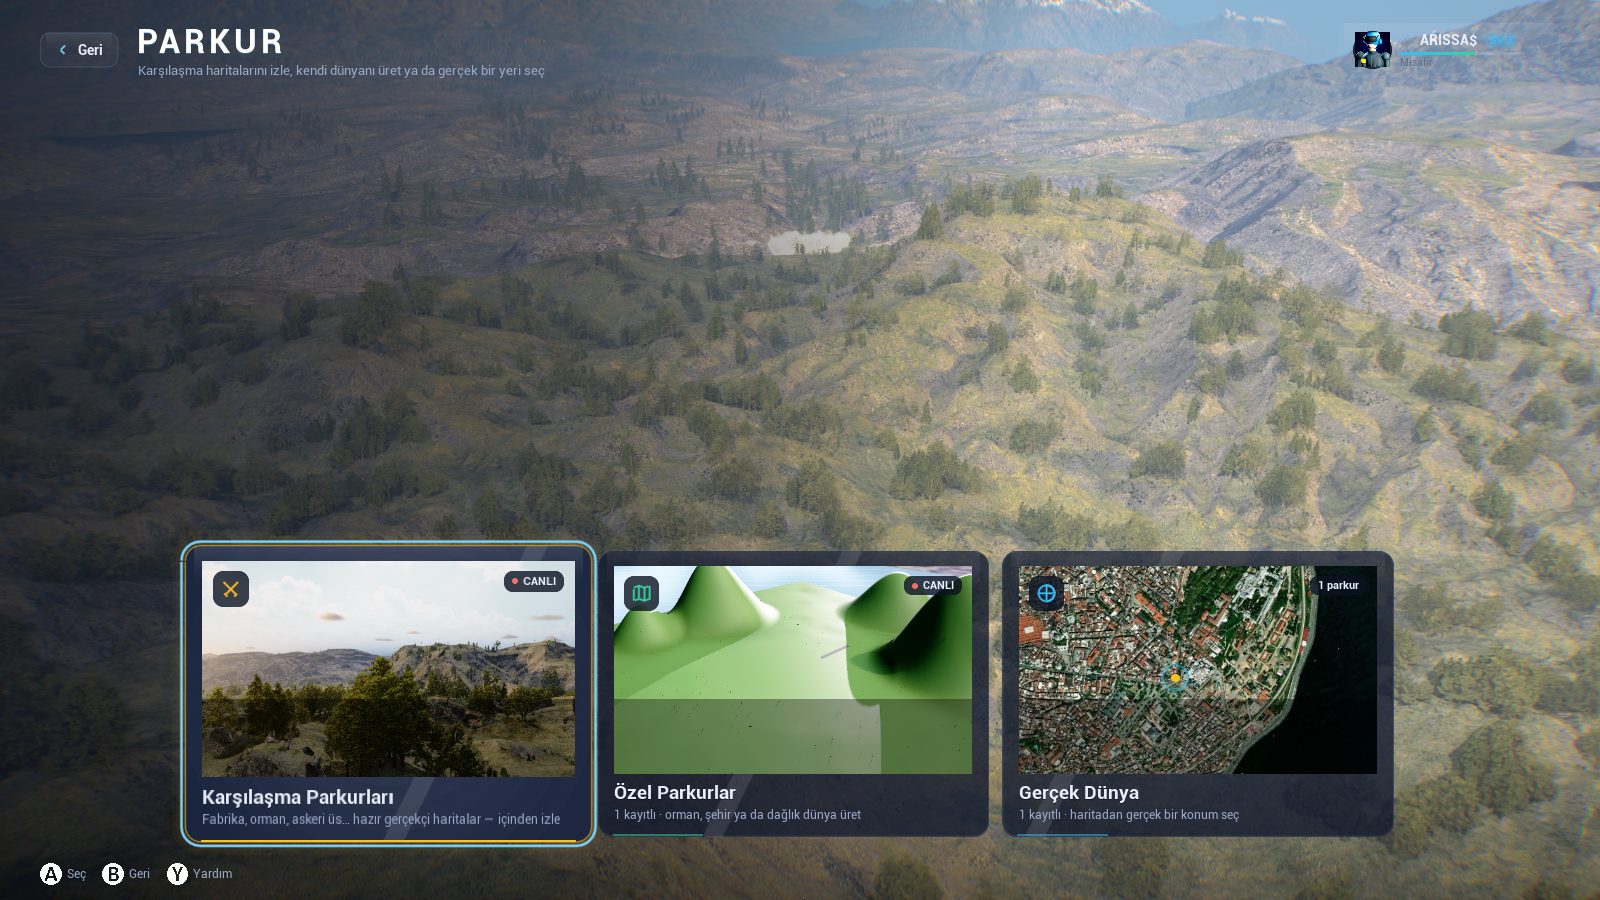 Geri
PARKUR
Karşılaşma haritalarını izle, kendi dünyanı üret ya da gerçek bir yeri seç
ARISSA$
Misafir
CANLI
CANLI
1 parkur
Karşılaşma Parkurları
Fabrika, orman, askeri üs... hazır gerçekçi haritalar — içinden izle
Özel Parkurlar
1 kayıtlı · orman, şehir ya da dağlık dünya üret
Gerçek Dünya
1 kayıtlı · haritadan gerçek bir konum seç
A Seç B Geri Y Yardım